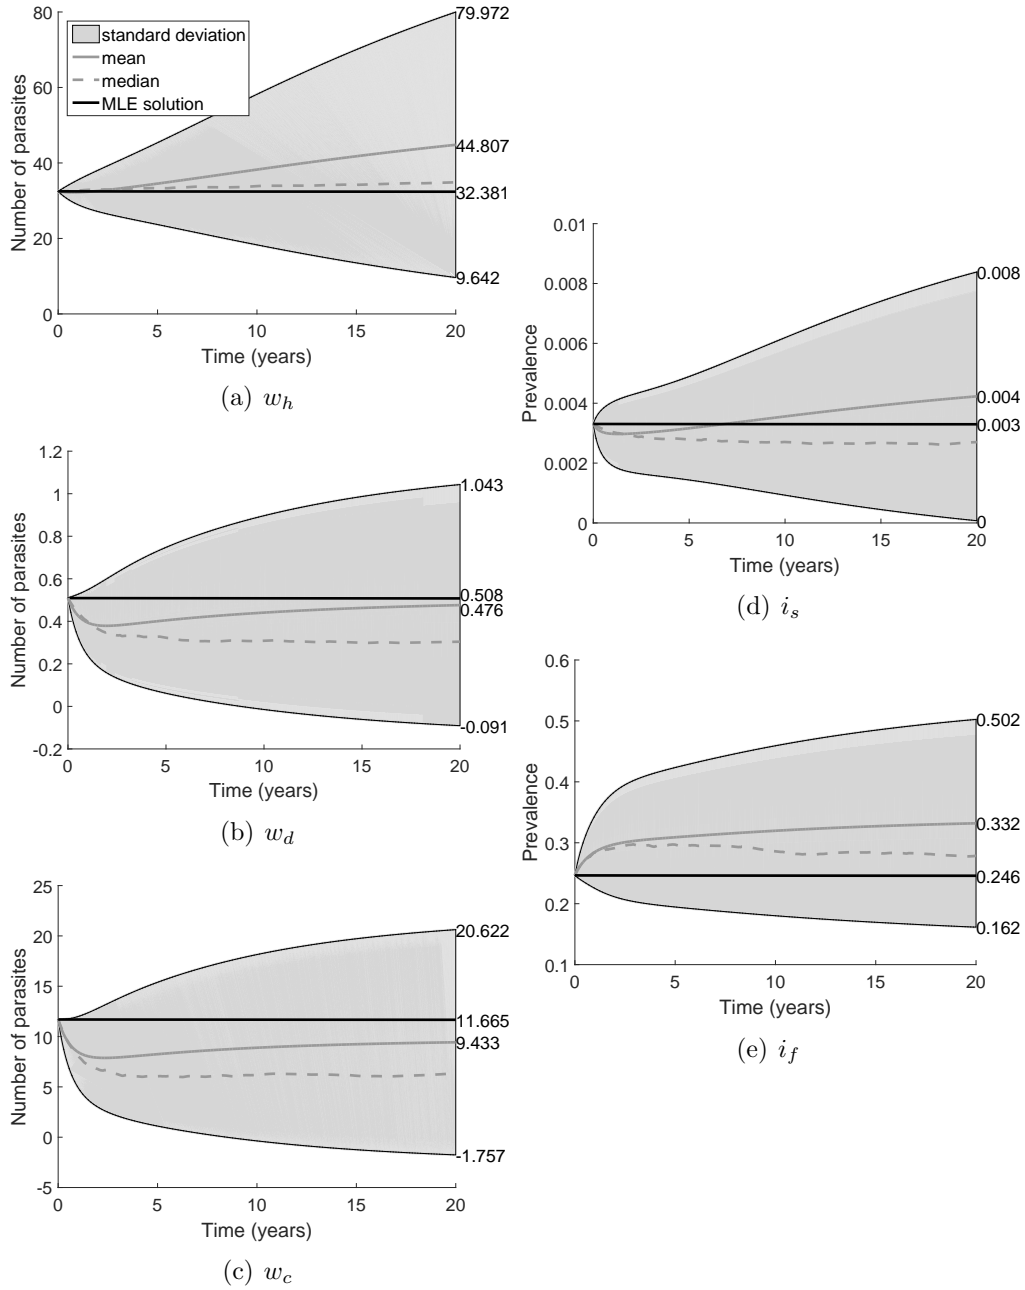 80
60
40
20
0
Number of parasites
standard deviation
mean
median
MLE solution
79.972
44.807
32.381
9.642
0 5 10 15 20
Time (years)
(a) w_h
1.2
1
0.8
0.6
0.4
0.2
0
-0.2
Number of parasites
1.043
0.508
0.476
-0.091
0 5 10 15 20
Time (years)
(b) w_d
25
20
15
10
5
0
-5
Number of parasites
20.622
11.665
9.433
-1.757
0 5 10 15 20
Time (years)
(c) w_c
0.01
0.008
0.006
0.004
0.002
0
Prevalence
0.008
0.004
0.003
0
0 5 10 15 20
Time (years)
(d) i_s
0.6
0.5
0.4
0.3
0.2
0.1
Prevalence
0.502
0.332
0.246
0.162
0 5 10 15 20
Time (years)
(e) i_f